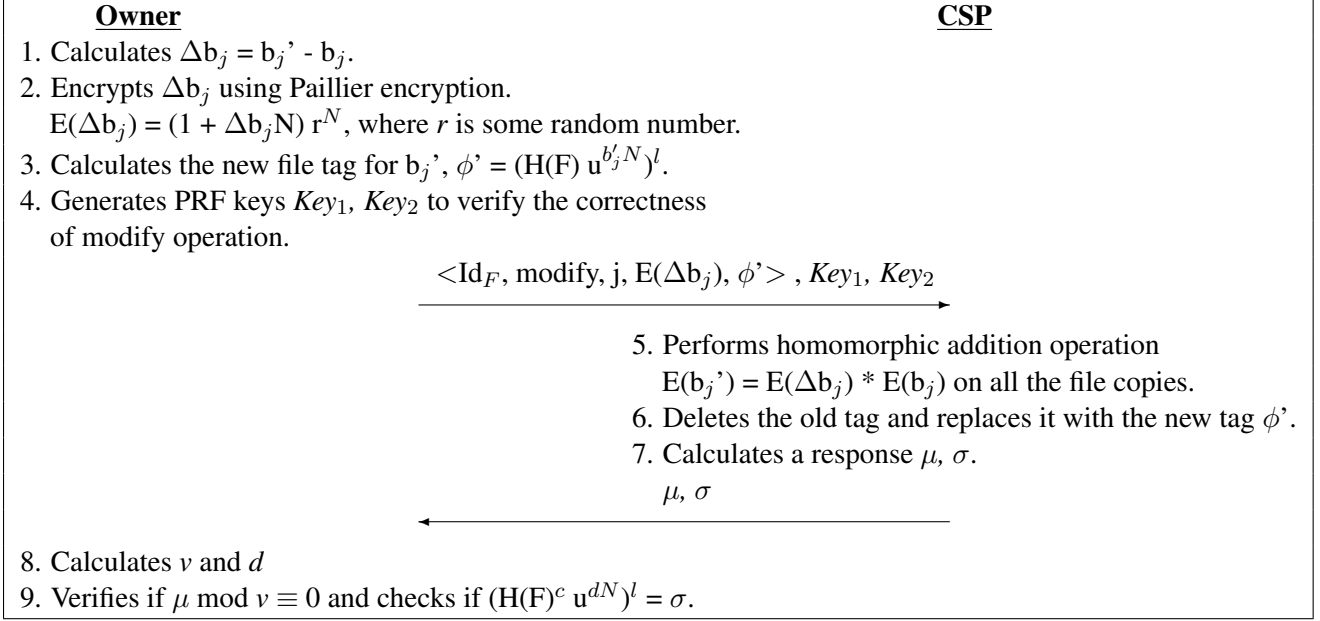 Owner CSP
1. Calculates Δb_j = b_j’ - b_j.
2. Encrypts Δb_j using Paillier encryption.
E(Δb_j) = (1 + Δb_jN) r^N, where r is some random number.
3. Calculates the new file tag for b_j’, ϕ’ = (H(F) u^{b′_jN})^l.
4. Generates PRF keys Key_1, Key_2 to verify the correctness
of modify operation.
<Id_F, modify, j, E(Δb_j), ϕ’> , Key_1, Key_2
5. Performs homomorphic addition operation
E(b_j’) = E(Δb_j) * E(b_j) on all the file copies.
6. Deletes the old tag and replaces it with the new tag ϕ’.
7. Calculates a response μ, σ.
μ, σ
8. Calculates v and d
9. Verifies if μ mod v ≡ 0 and checks if (H(F)^c u^{dN})^l = σ.